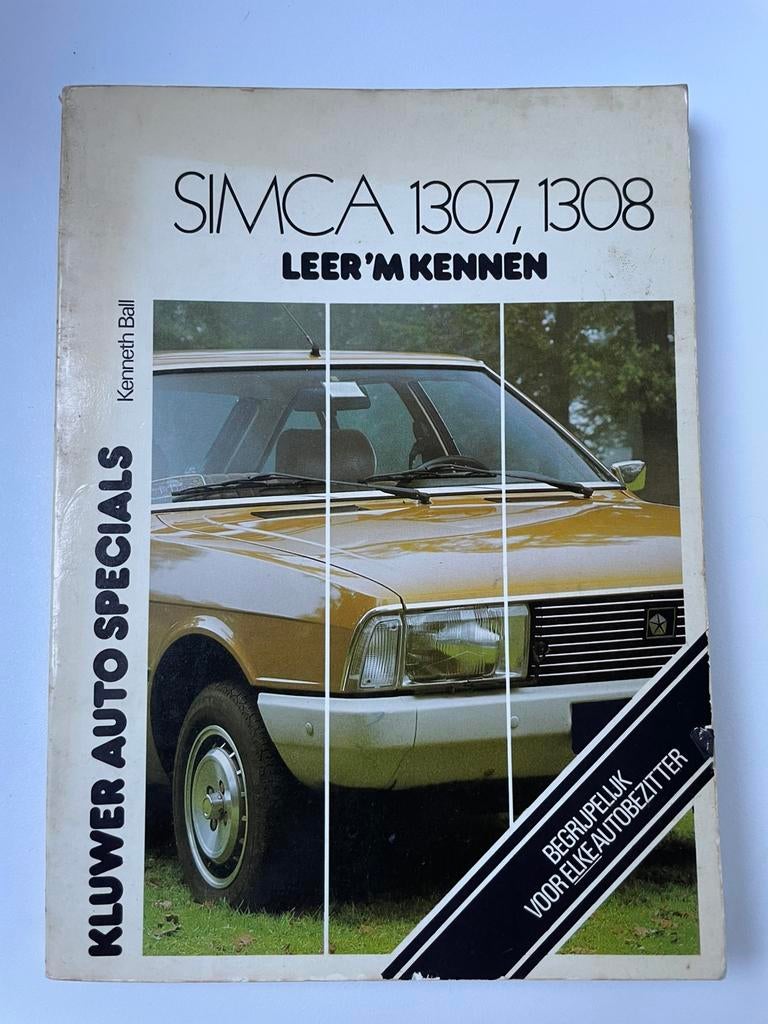 SIMCA 1307, 1308
LEER 'M KENNEN
Kenneth Ball
KLUWER AUTO SPECIALS
BEGRIJPELIJK
VOOR ELKE AUTOBEZITTER